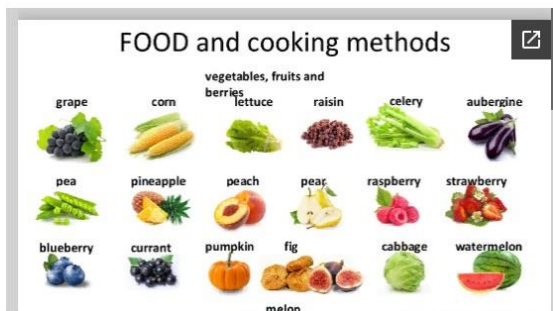 FOOD and cooking methods
vegetables, fruits and
berries
grape corn lettuce raisin celery aubergine
pea pineapple peach pear raspberry strawberry
blueberry currant pumpkin fig cabbage watermelon
melon